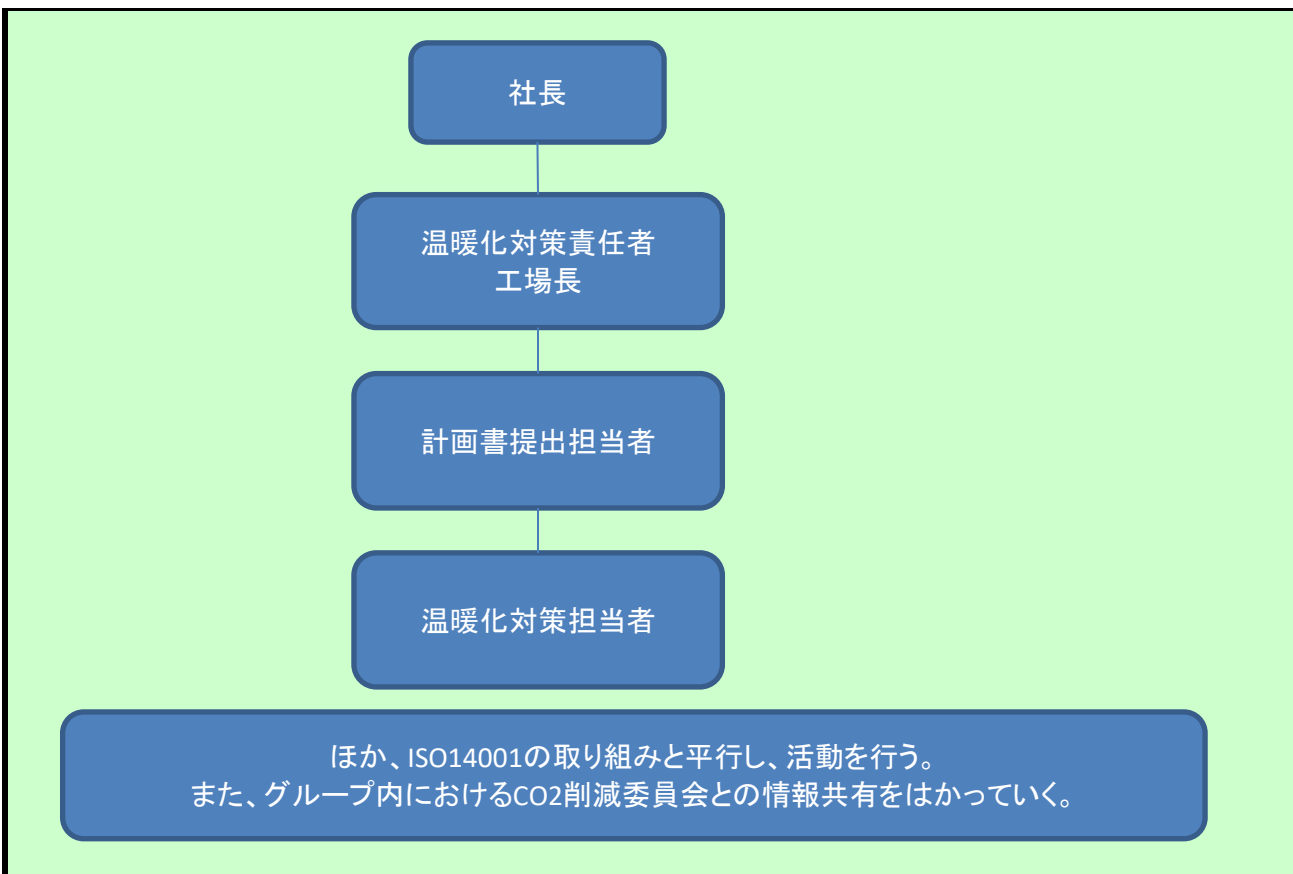 社長
温暖化対策責任者
工場長
計画書提出担当者
温暖化対策担当者
ほか、ISO14001の取り組みと平行し、活動を行う。
また、グループ内におけるCO2削減委員会との情報共有をはかっていく。